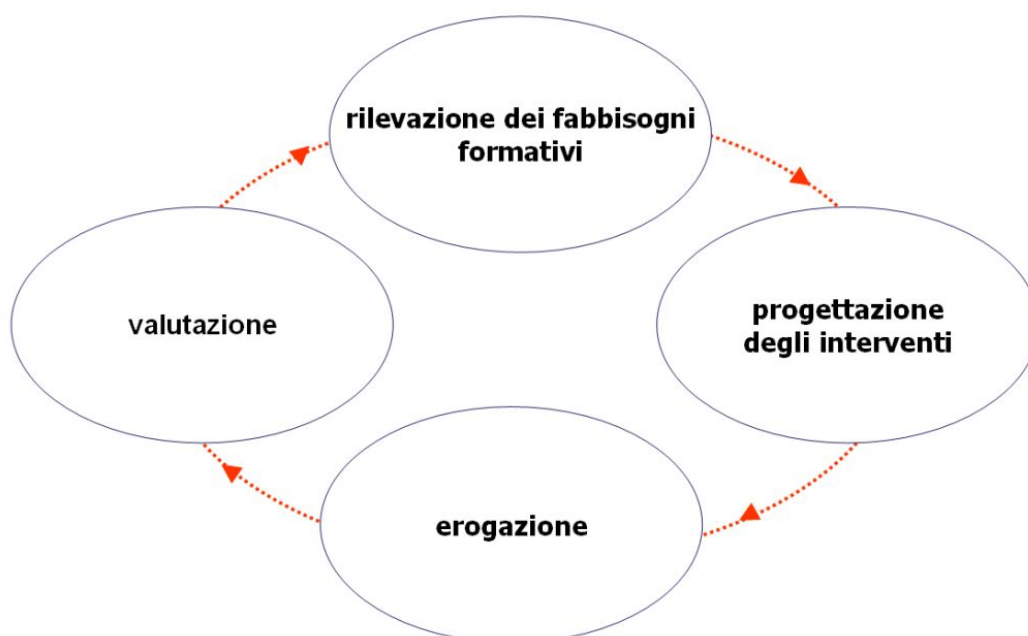 rilevazione dei fabbisogni
formativi
valutazione
progettazione
degli interventi
erogazione